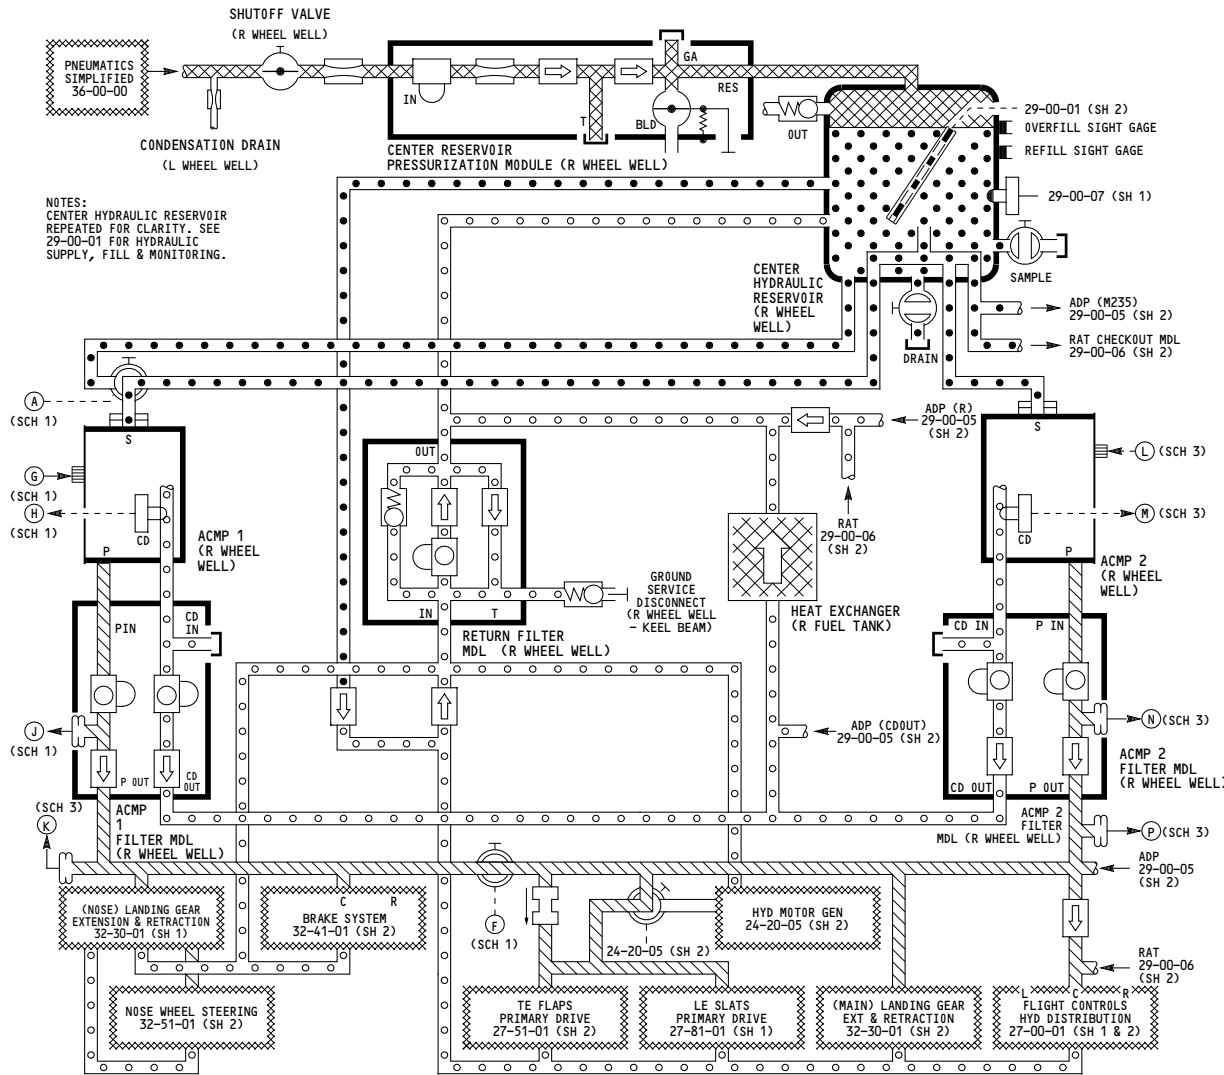 SHUTOFF VALVE
(R WHEEL WELL)
PNEUMATICS
SIMPLIFIED
36-00-00
GA
RES
IN
T
BLD
OUT
CONDENSATION DRAIN
(L WHEEL WELL)
CENTER RESERVOIR
PRESSURIZATION MODULE (R WHEEL WELL)
29-00-01 (SH 2)
OVERFILL SIGHT GAGE
REFILL SIGHT GAGE
29-00-07 (SH 1)
NOTES:
CENTER HYDRAULIC RESERVOIR
REPEATED FOR CLARITY. SEE
29-00-01 FOR HYDRAULIC
SUPPLY, FILL & MONITORING.
CENTER
HYDRAULIC
RESERVOIR
(R WHEEL
WELL)
SAMPLE
DRAIN
ADP (M235)
29-00-05 (SH 2)
RAT CHECKOUT MDL
29-00-06 (SH 2)
A
(SCH 1)
S
G
(SCH 1)
H
(SCH 1)
CD
P
ACMP 1
(R WHEEL
WELL)
OUT
IN
T
RETURN FILTER
MDL (R WHEEL WELL)
GROUND
SERVICE
DISCONNECT
(R WHEEL WELL
- KEEL BEAM)
ADP (R)
29-00-05
(SH 2)
RAT
29-00-06
(SH 2)
HEAT EXCHANGER
(R FUEL TANK)
ADP (CDOUT)
29-00-05 (SH 2)
S
L (SCH 3)
M (SCH 3)
CD
P
ACMP 2
(R WHEEL
WELL)
PIN
CD
IN
J
(SCH 1)
P OUT
CD
OUT
ACMP
1
FILTER MDL
(R WHEEL WELL)
(SCH 3)
K
CD IN
P IN
N (SCH 3)
CD OUT
P OUT
ACMP 2
FILTER MDL
(R WHEEL WELL)
ACMP 2
FILTER
MDL (R WHEEL WELL)
P (SCH 3)
ADP
29-00-05
(SH 2)
RAT
29-00-06
(SH 2)
(NOSE) LANDING GEAR
EXTENSION & RETRACTION
32-30-01 (SH 1)
C R
BRAKE SYSTEM
32-41-01 (SH 2)
F
(SCH 1)
24-20-05 (SH 2)
HYD MOTOR GEN
24-20-05 (SH 2)
NOSE WHEEL STEERING
32-51-01 (SH 2)
TE FLAPS
PRIMARY DRIVE
27-51-01 (SH 2)
LE SLATS
PRIMARY DRIVE
27-81-01 (SH 1)
(MAIN) LANDING GEAR
EXT & RETRACTION
32-30-01 (SH 2)
L C R
FLIGHT CONTROLS
HYD DISTRIBUTION
27-00-01 (SH 1 & 2)